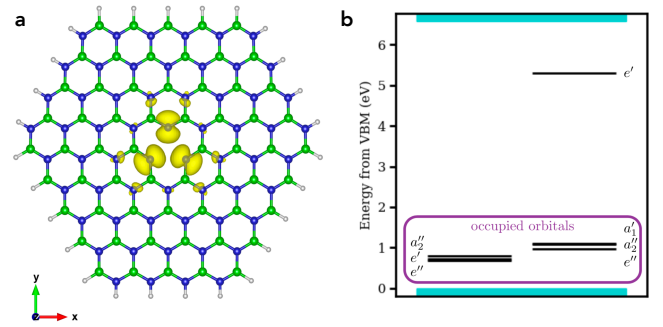 a
b
y
x
Energy from VBM (eV)
6
5
4
3
2
1
0
e′
occupied orbitals
a″₂
e′
e″
a′₁
a″₂
e″